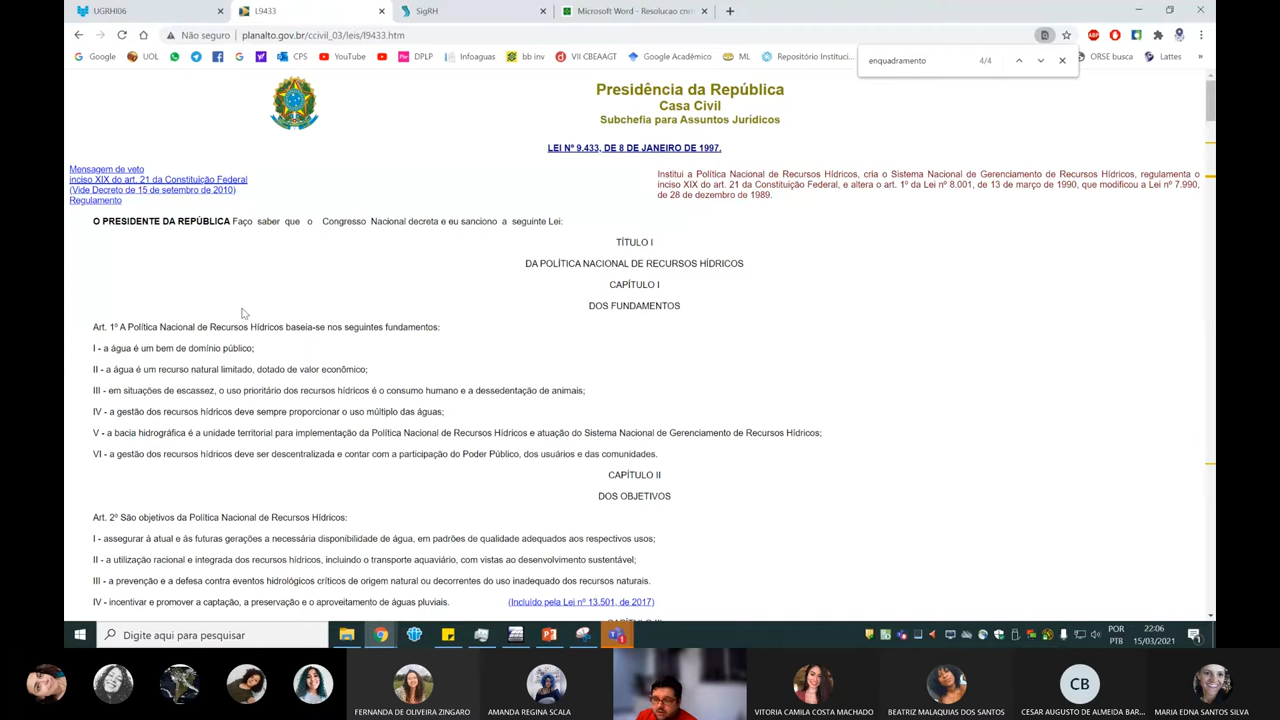 UGRHI06
L9433
SigRH
Microsoft Word - Resolucao cnr
Não seguro
planalto.gov.br/ccivil_03/leis/l9433.htm
Google
UOL
CPS
YouTube
DPLP
Infoaguas
bb inv
VII CBEAAGT
Google Acadêmico
ML
Repositório Instituci...
ORSE busca
Lattes
»
enquadramento 4/4
Presidência da República
Casa Civil
Subchefia para Assuntos Jurídicos
LEI Nº 9.433, DE 8 DE JANEIRO DE 1997.
Mensagem de veto
inciso XIX do art. 21 da Constituição Federal
(Vide Decreto de 15 de setembro de 2010)
Regulamento
Institui a Política Nacional de Recursos Hídricos, cria o Sistema Nacional de Gerenciamento de Recursos Hídricos, regulamenta o
inciso XIX do art. 21 da Constituição Federal, e altera o art. 1º da Lei nº 8.001, de 13 de março de 1990, que modificou a Lei nº 7.990,
de 28 de dezembro de 1989.
O PRESIDENTE DA REPÚBLICA Faço saber que o Congresso Nacional decreta e eu sanciono a seguinte Lei:
TÍTULO I
DA POLÍTICA NACIONAL DE RECURSOS HÍDRICOS
CAPÍTULO I
DOS FUNDAMENTOS
Art. 1º A Política Nacional de Recursos Hídricos baseia-se nos seguintes fundamentos:
I - a água é um bem de domínio público;
II - a água é um recurso natural limitado, dotado de valor econômico;
III - em situações de escassez, o uso prioritário dos recursos hídricos é o consumo humano e a dessedentação de animais;
IV - a gestão dos recursos hídricos deve sempre proporcionar o uso múltiplo das águas;
V - a bacia hidrográfica é a unidade territorial para implementação da Política Nacional de Recursos Hídricos e atuação do Sistema Nacional de Gerenciamento de Recursos Hídricos;
VI - a gestão dos recursos hídricos deve ser descentralizada e contar com a participação do Poder Público, dos usuários e das comunidades.
CAPÍTULO II
DOS OBJETIVOS
Art. 2º São objetivos da Política Nacional de Recursos Hídricos:
I - assegurar à atual e às futuras gerações a necessária disponibilidade de água, em padrões de qualidade adequados aos respectivos usos;
II - a utilização racional e integrada dos recursos hídricos, incluindo o transporte aquaviário, com vistas ao desenvolvimento sustentável;
III - a prevenção e a defesa contra eventos hidrológicos críticos de origem natural ou decorrentes do uso inadequado dos recursos naturais.
IV - incentivar e promover a captação, a preservação e o aproveitamento de águas pluviais. (Incluído pela Lei nº 13.501, de 2017)
Digite aqui para pesquisar
POR
PTB
22:06
15/03/2021
FERNANDA DE OLIVEIRA ZINGARO
AMANDA REGINA SCALA
VITORIA CAMILA COSTA MACHADO
BEATRIZ MALAQUIAS DOS SANTOS
CB
CESAR AUGUSTO DE ALMEIDA BAR...
MARIA EDNA SANTOS SILVA